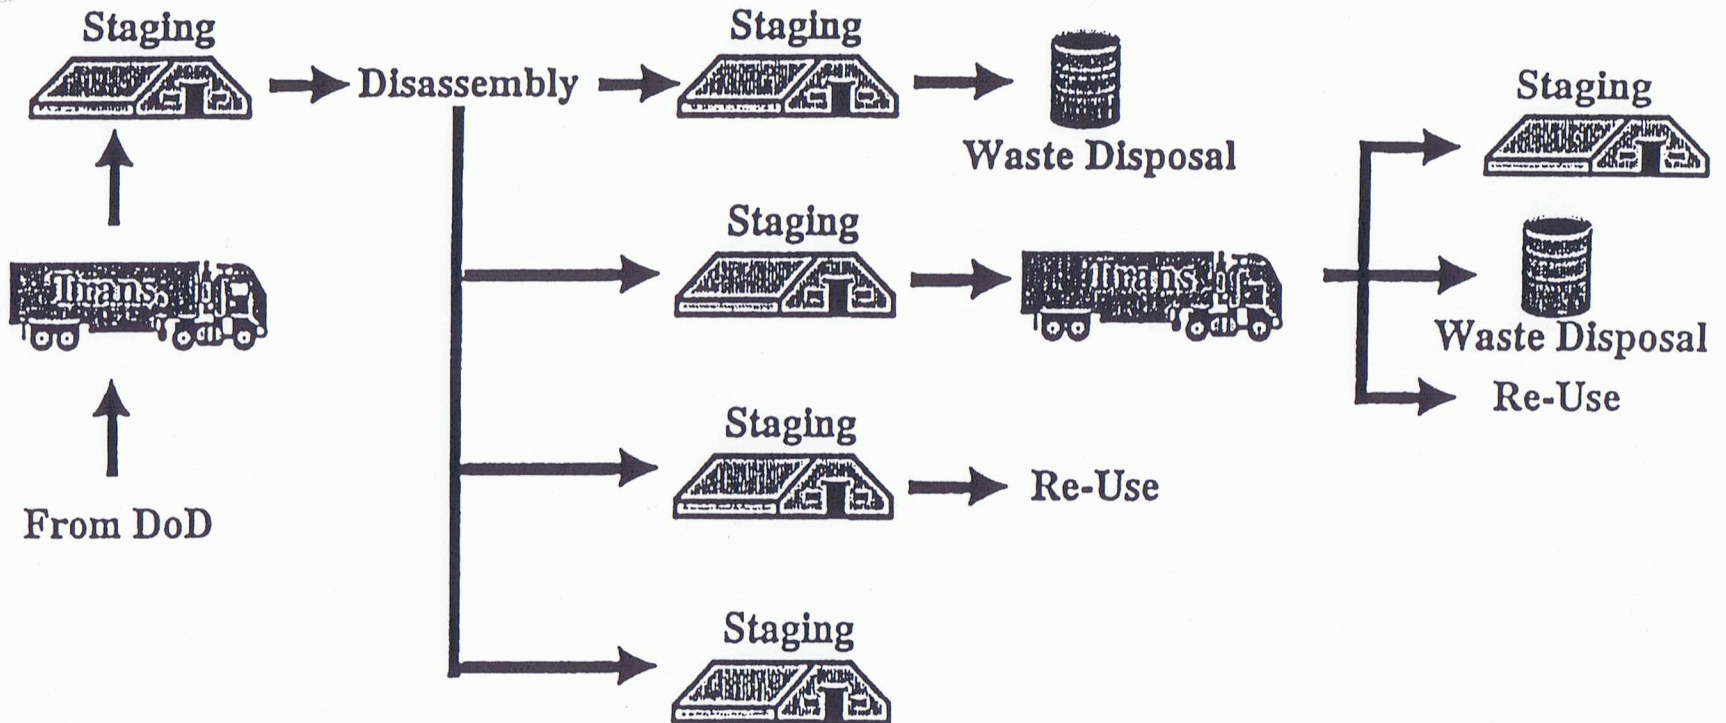 Staging
Disassembly
Staging
Waste Disposal
Trans.
From DoD
Staging
Trans.
Staging
Waste Disposal
Re-Use
Staging
Re-Use
Staging